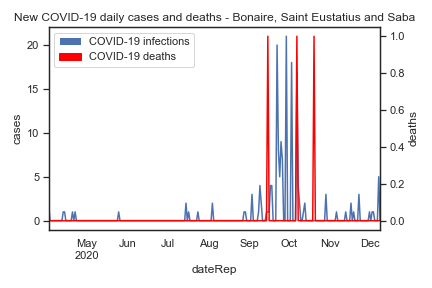 New COVID-19 daily cases and deaths - Bonaire, Saint Eustatius and Saba
COVID-19 infections
COVID-19 deaths
20
15
10
5
0
cases
1.0
0.8
0.6
0.4
0.2
0.0
deaths
May Jun Jul Aug Sep Oct Nov Dec
2020
dateRep